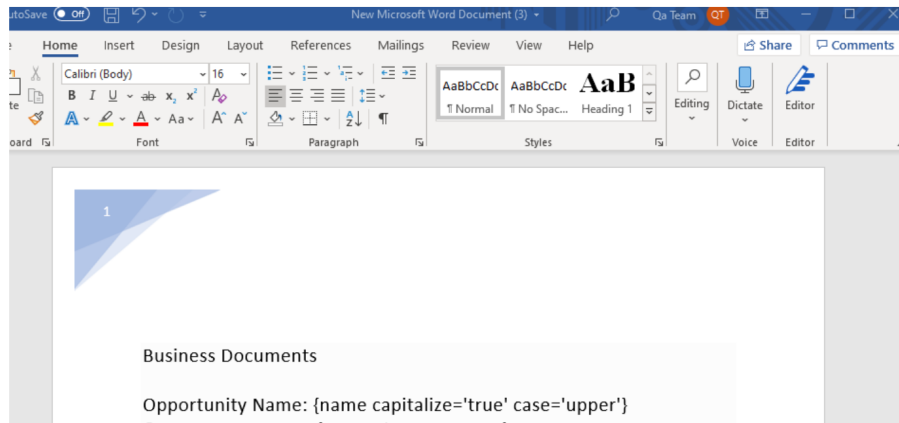 utoSave Off New Microsoft Word Document (3) Qa Team QT
Home Insert Design Layout References Mailings Review View Help Share Comments
Calibri (Body) 16
B I U ab x₂ x² A
A A Aa A A A Z ¶
AaBbCcDc AaBbCcDc AaB
¶ Normal ¶ No Spac... Heading 1
Editing Dictate Editor
oard Font Paragraph Styles Voice Editor
1
Business Documents
Opportunity Name: {name capitalize='true' case='upper'}